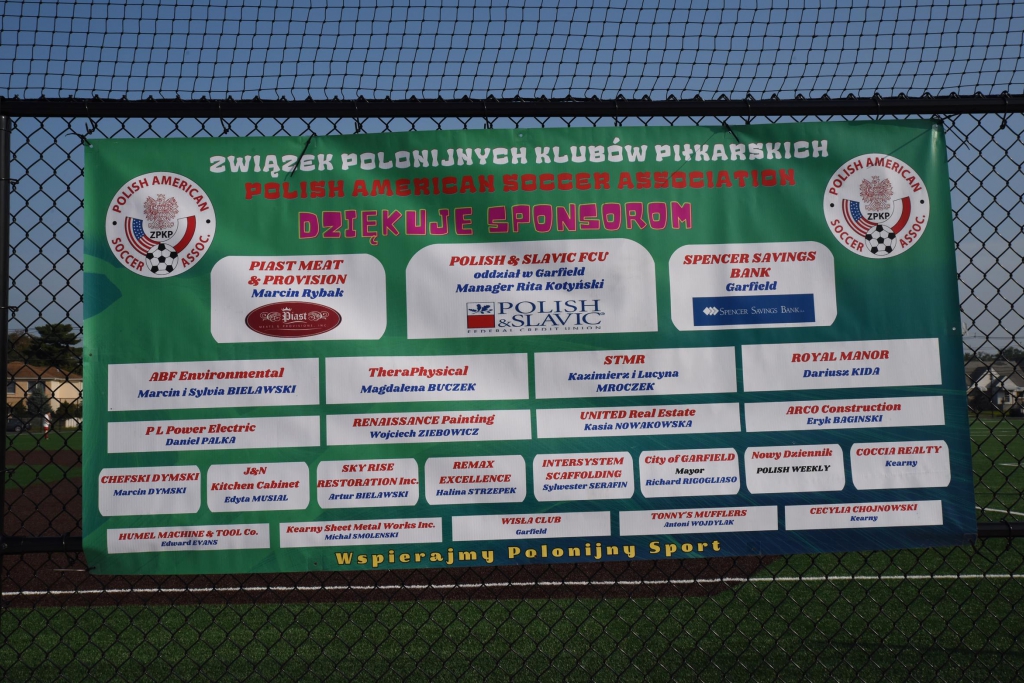 ZWIĄZEK POLONIJNYCH KLUBÓW PIŁKARSKICH
POLISH AMERICAN SOCCER ASSOCIATION
DZIĘKUJE SPONSOROM
POLISH AMERICAN
ZPKP
SOCCER ASSOC.
POLISH AMERICAN
ZPKP
SOCCER ASSOC.
PIAST MEAT
& PROVISION
Marcin Rybak
Piast
MEATS & PROVISIONS, INC.
POLISH & SLAVIC FCU
oddział w Garfield
Manager Rita Kotyński
POLISH
& SLAVIC
FEDERAL CREDIT UNION
SPENCER SAVINGS
BANK
Garfield
SPENCER SAVINGS BANK
ABF Environmental
Marcin i Sylvia BIELAWSKI
TheraPhysical
Magdalena BUCZEK
STMR
Kazimierz i Lucyna
MROCZEK
ROYAL MANOR
Dariusz KIDA
P L Power Electric
Daniel PALKA
RENAISSANCE Painting
Wojciech ZIEBOWICZ
UNITED Real Estate
Kasia NOWAKOWSKA
ARCO Construction
Eryk BAGINSKI
CHEFSKI DYMSKI
Marcin DYMSKI
J&N
Kitchen Cabinet
Edyta MUSIAL
SKY RISE
RESTORATION Inc.
Artur BIELAWSKI
REMAX
EXCELLENCE
Halina STRZEPEK
INTERSYSTEM
SCAFFOLDING
Sylwester SERAFIN
City of GARFIELD
Mayor
Richard RIGOGLIASO
Nowy Dziennik
POLISH WEEKLY
COCCIA REALTY
Kearny
HUMEL MACHINE & TOOL Co.
Edward EVANS
Kearny Sheet Metal Works Inc.
Michal SMOLENSKI
WISŁA CLUB
Garfield
TONNY'S MUFFLERS
Antoni WOJDYLAK
CECYLIA CHOJNOWSKI
Kearny
Wspierajmy Polonijny Sport